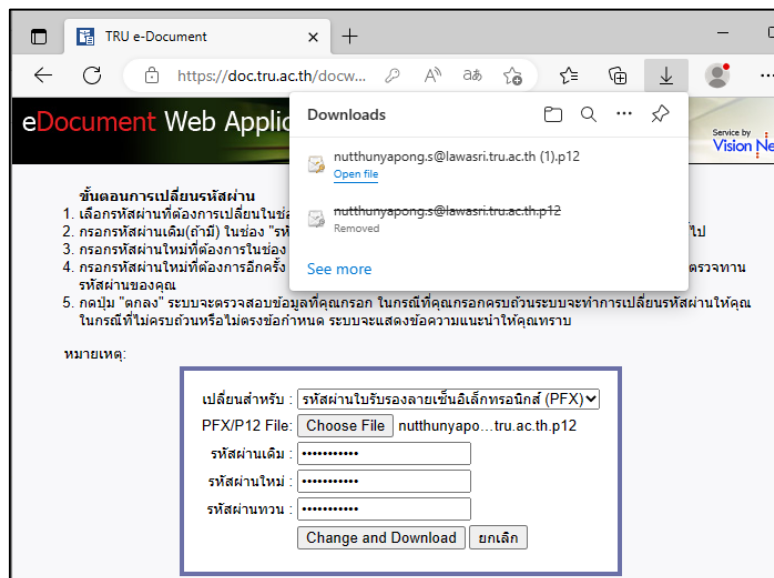 TRU e-Document
https://doc.tru.ac.th/docw...
eDocument Web Applic
Service by
Vision Ne
Downloads
nutthunyapong.s@lawasri.tru.ac.th (1).p12
Open file
nutthunyapong.s@lawasri.tru.ac.th.p12
Removed
See more
ขั้นตอนการเปลี่ยนรหัสผ่าน
1. เลือกรหัสผ่านที่ต้องการเปลี่ยนในช่อ
2. กรอกรหัสผ่านเดิม(ถ้ามี) ในช่อง "รห ้ไป
3. กรอกรหัสผ่านใหม่ที่ต้องการในช่อง
4. กรอกรหัสผ่านใหม่ที่ต้องการอีกครั้ง ตรวจทาน
รหัสผ่านของคุณ
5. กดปุ่ม "ตกลง" ระบบจะตรวจสอบข้อมูลที่คุณกรอก ในกรณีที่คุณกรอกครบถ้วนระบบจะทำการเปลี่ยนรหัสผ่านให้คุณ
ในกรณีที่ไม่ครบถ้วนหรือไม่ตรงข้อกำหนด ระบบจะแสดงข้อความแนะนำให้คุณทราบ
หมายเหตุ:
เปลี่ยนสำหรับ : รหัสผ่านใบรับรองลายเซ็นอิเล็กทรอนิกส์ (PFX)
PFX/P12 File: Choose File nutthunyapo...tru.ac.th.p12
รหัสผ่านเดิม : •••••••••••
รหัสผ่านใหม่ : •••••••••••
รหัสผ่านทวน : •••••••••••
Change and Download ยกเลิก